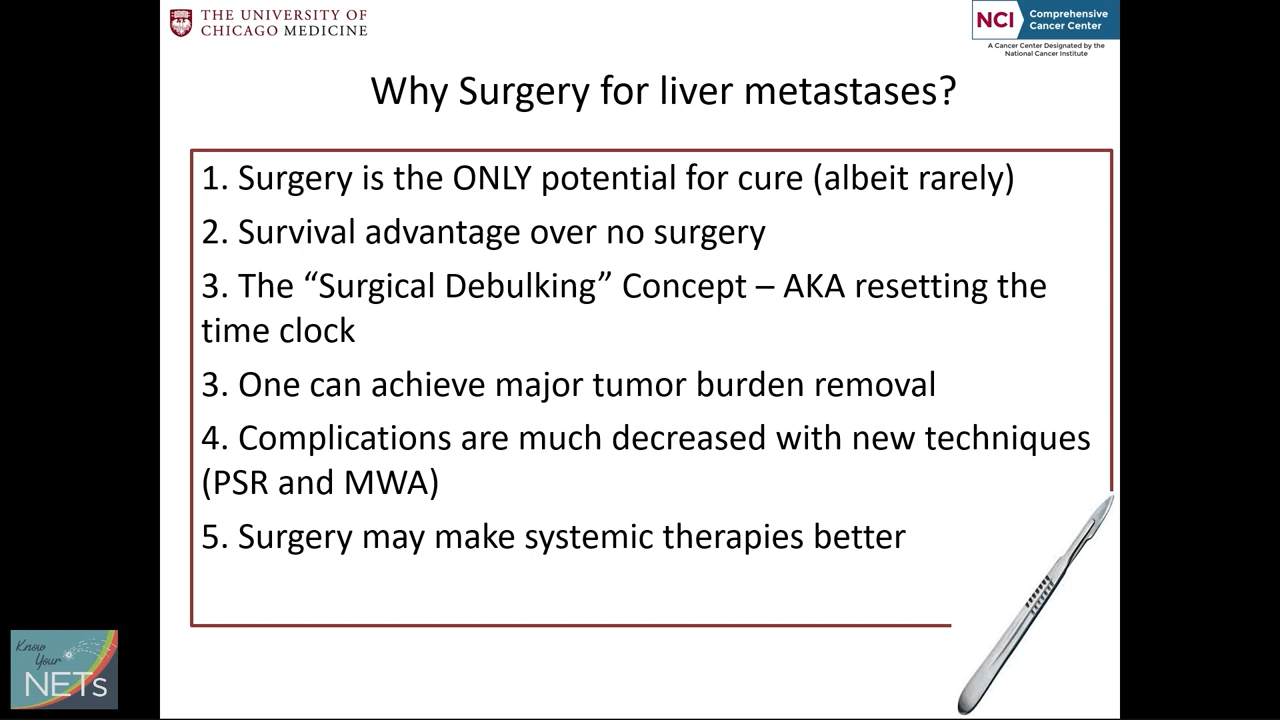 THE UNIVERSITY OF
CHICAGO MEDICINE
NCI
Comprehensive
Cancer Center
A Cancer Center Designated by the
National Cancer Institute
Why Surgery for liver metastases?
1. Surgery is the ONLY potential for cure (albeit rarely)
2. Survival advantage over no surgery
3. The “Surgical Debulking” Concept – AKA resetting the
time clock
3. One can achieve major tumor burden removal
4. Complications are much decreased with new techniques
(PSR and MWA)
5. Surgery may make systemic therapies better
Know
Your
NETs